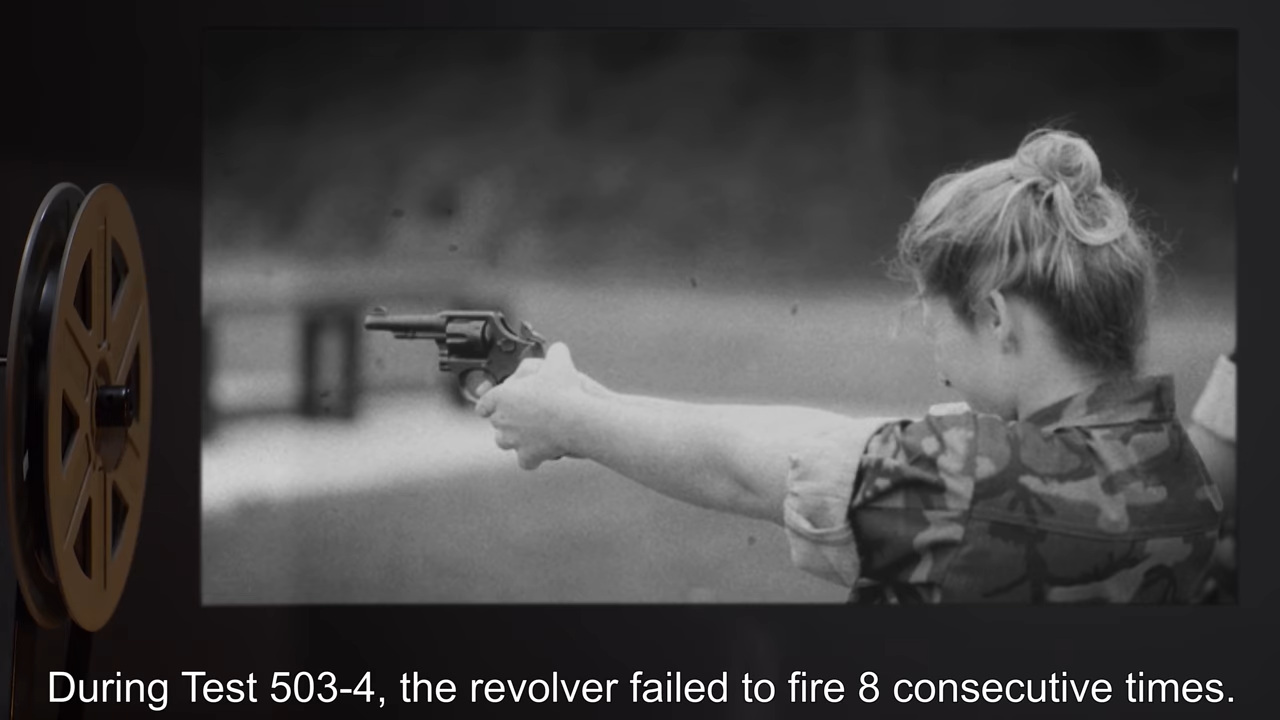 During Test 503-4, the revolver failed to fire 8 consecutive times.